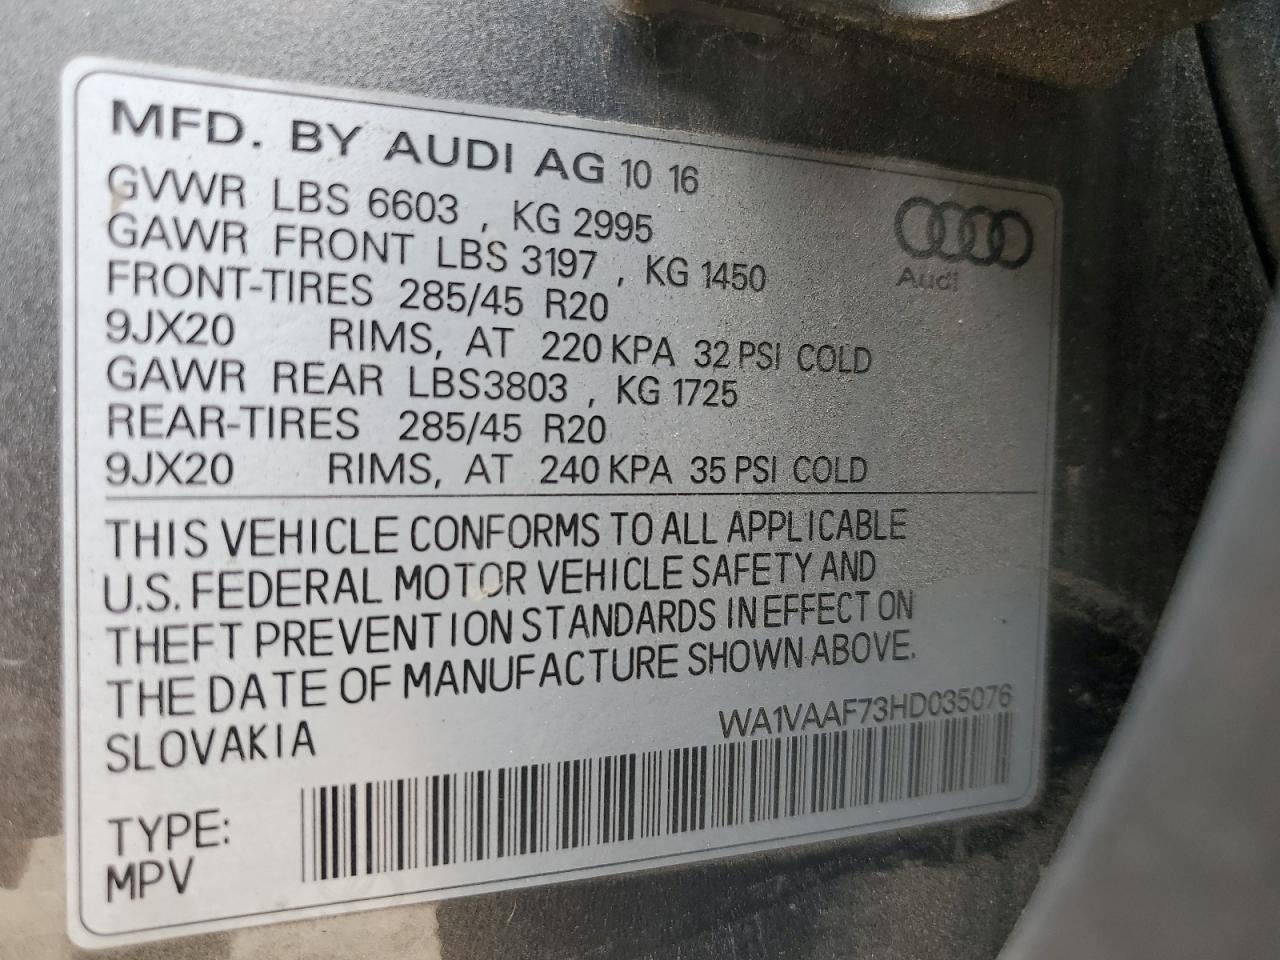 MFD. BY AUDI AG 10 16
GVWR LBS 6603 , KG 2995
GAWR FRONT LBS 3197 , KG 1450
FRONT-TIRES 285/45 R20
9JX20 RIMS, AT 220 KPA 32 PSI COLD
GAWR REAR LBS3803 , KG 1725
REAR-TIRES 285/45 R20
9JX20 RIMS, AT 240 KPA 35 PSI COLD
Audi
THIS VEHICLE CONFORMS TO ALL APPLICABLE
U.S. FEDERAL MOTOR VEHICLE SAFETY AND
THEFT PREVENTION STANDARDS IN EFFECT ON
THE DATE OF MANUFACTURE SHOWN ABOVE.
SLOVAKIA
WA1VAAF73HD035076
TYPE:
MPV